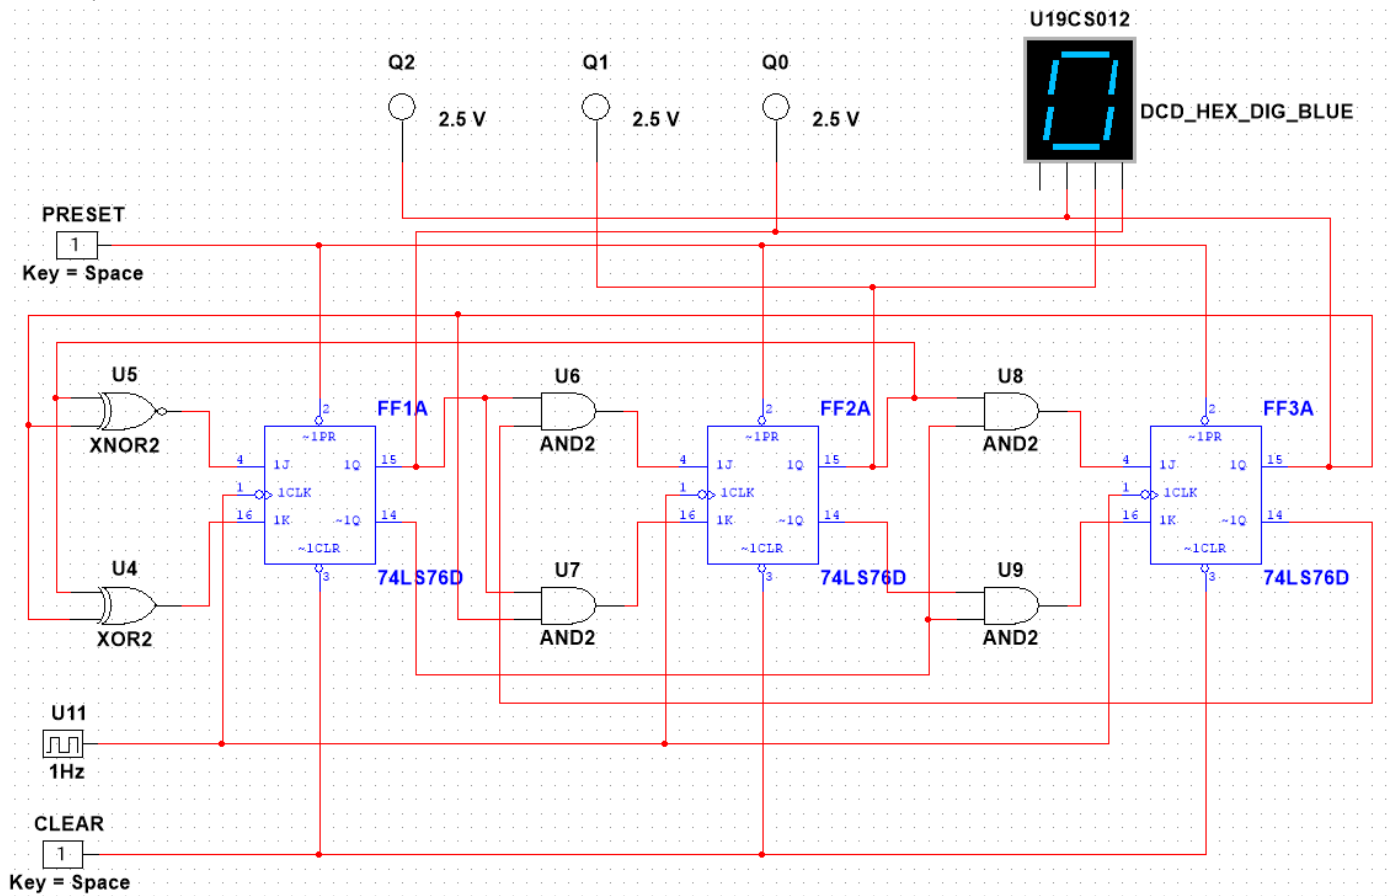 U19CS012
Q2
Q1
Q0
2.5 V
2.5 V
2.5 V
0
DCD_HEX_DIG_BLUE
PRESET
1
Key = Space
U5
XNOR2
U6
AND2
U8
AND2
FF1A
2
~1PR
4
1J
1Q
15
1
1CLK
16
1K
~1Q
14
~1CLR
3
74LS76D
FF2A
2
~1PR
4
1J
1Q
15
1
1CLK
16
1K
~1Q
14
~1CLR
3
74LS76D
FF3A
2
~1PR
4
1J
1Q
15
1
1CLK
16
1K
~1Q
14
~1CLR
3
74LS76D
U4
XOR2
U7
AND2
U9
AND2
U11
1Hz
CLEAR
1
Key = Space